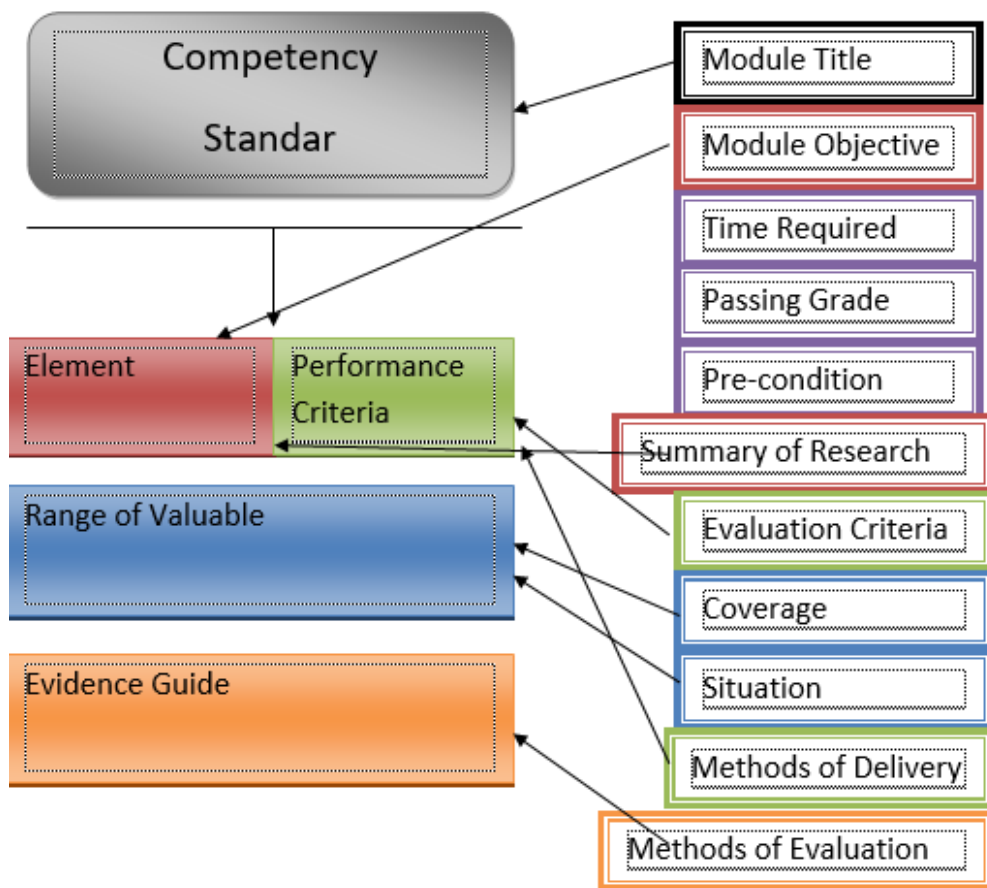 Competency
Standar
Element
Performance
Criteria
Range of Valuable
Evidence Guide
Module Title
Module Objective
Time Required
Passing Grade
Pre-condition
Summary of Research
Evaluation Criteria
Coverage
Situation
Methods of Delivery
Methods of Evaluation